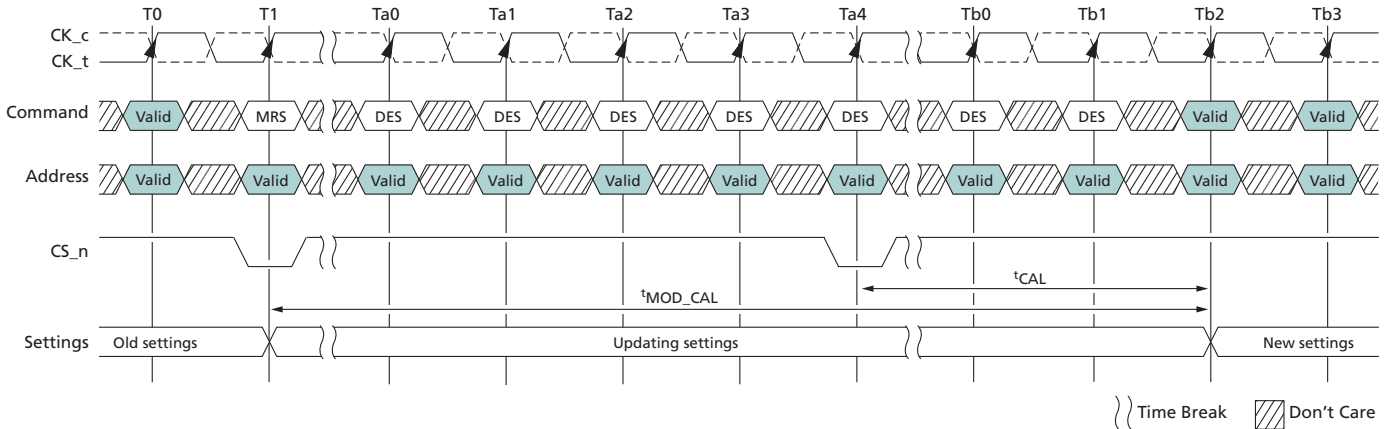 T0 T1 Ta0 Ta1 Ta2 Ta3 Ta4 Tb0 Tb1 Tb2 Tb3
CK_c
CK_t
Command Valid MRS DES DES DES DES DES DES DES Valid Valid
Address Valid Valid Valid Valid Valid Valid Valid Valid Valid Valid Valid
CS_n
tCAL
tMOD_CAL
Settings Old settings Updating settings New settings
Time Break Don't Care